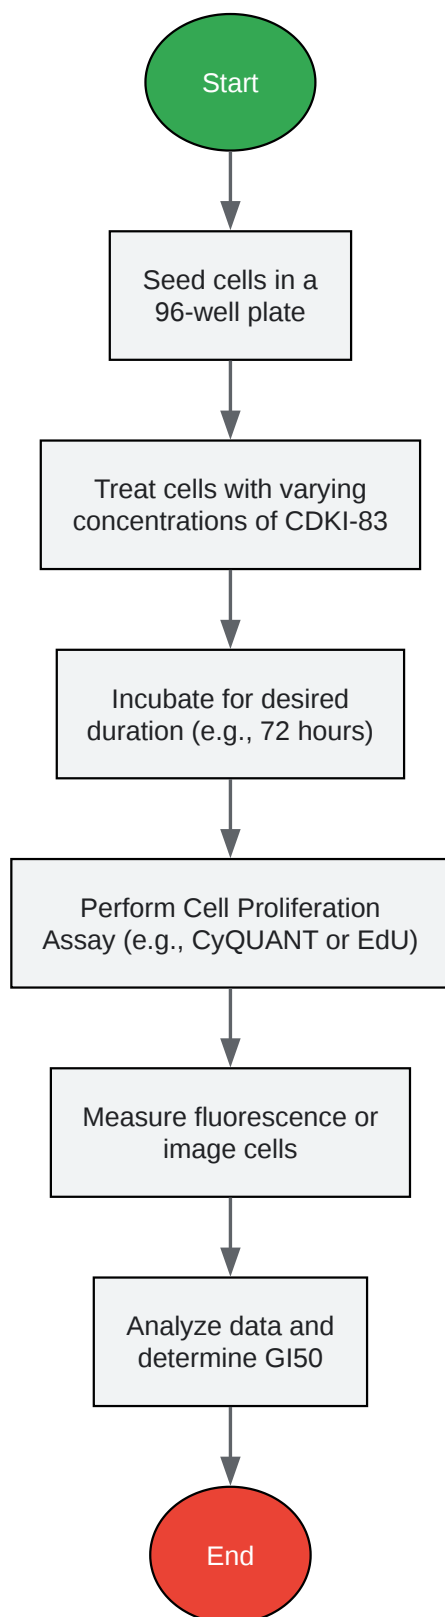 Start
Seed cells in a
96-well plate
Treat cells with varying
concentrations of CDKI-83
Incubate for desired
duration (e.g., 72 hours)
Perform Cell Proliferation
Assay (e.g., CyQUANT or EdU)
Measure fluorescence or
image cells
Analyze data and
determine GI50
End